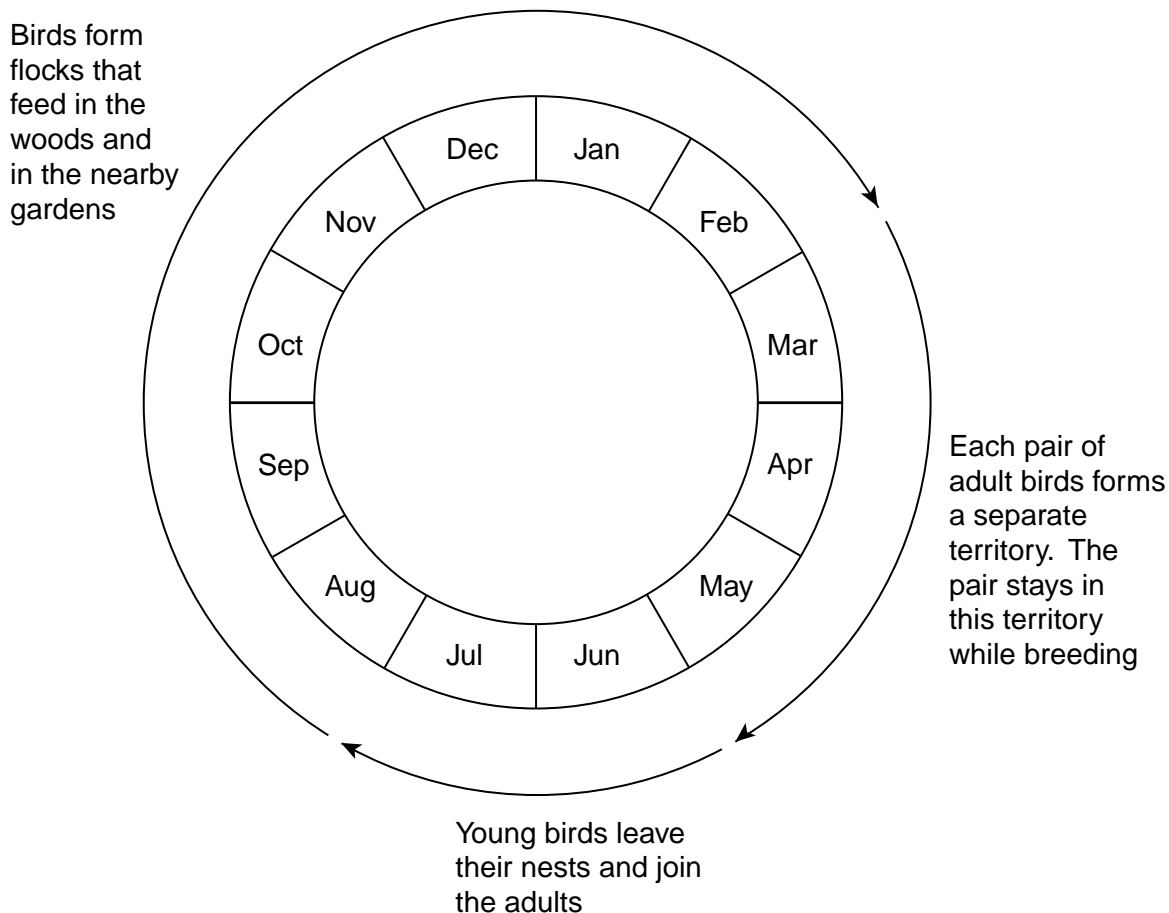 Birds form
flocks that
feed in the
woods and
in the nearby
gardens
Dec
Jan
Nov
Feb
Oct
Mar
Sep
Apr
Aug
May
Jul
Jun
Each pair of
adult birds forms
a separate
territory. The
pair stays in
this territory
while breeding
Young birds leave
their nests and join
the adults